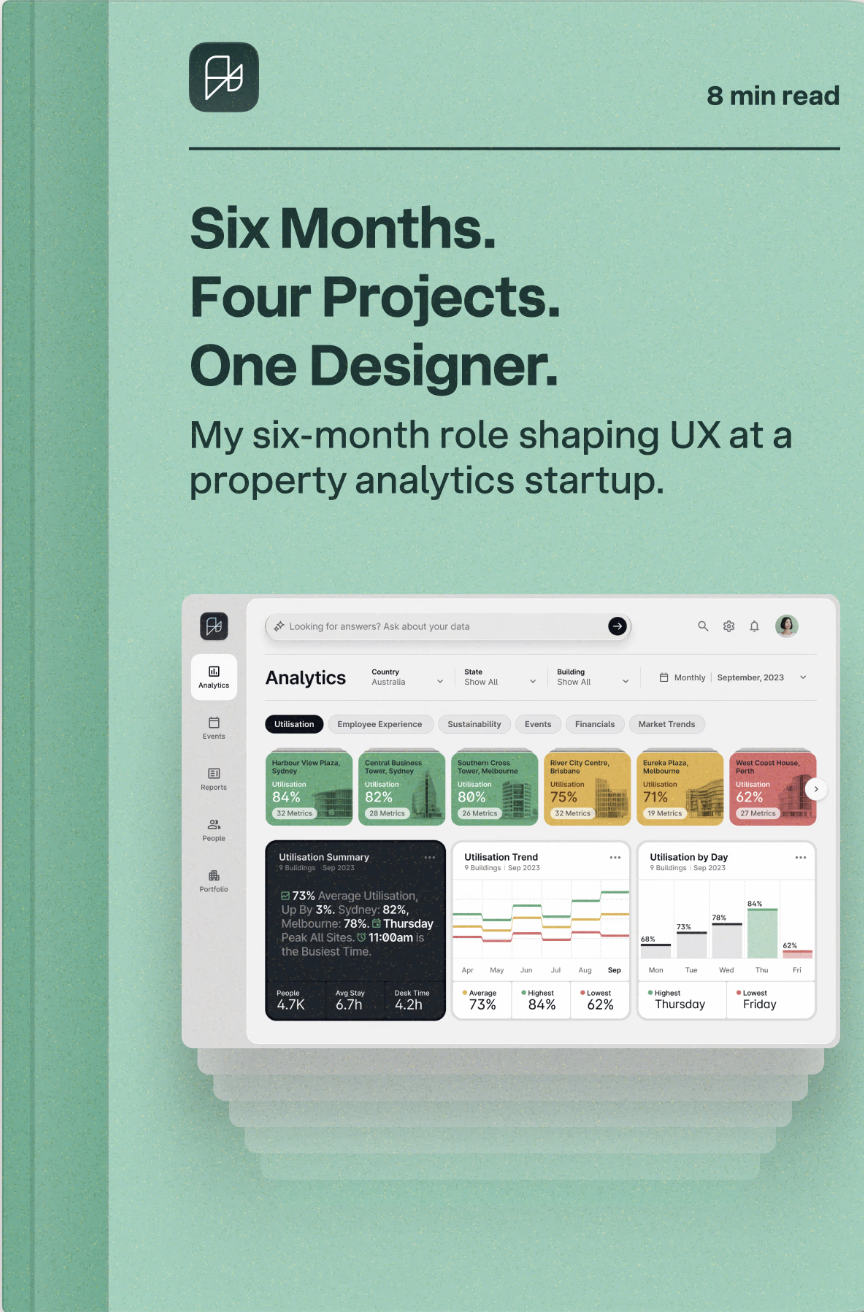 8 min read
Six Months.
Four Projects.
One Designer.
My six-month role shaping UX at a
property analytics startup.
Looking for answers? Ask about your data
Analytics
Events
Reports
People
Portfolio
Analytics
Country
Australia
State
Show All
Building
Show All
Monthly | September, 2023
Utilisation
Employee Experience
Sustainability
Events
Financials
Market Trends
Harbour View Plaza,
Sydney
Utilisation
84%
32 Metrics
Central Business
Tower, Sydney
Utilisation
82%
28 Metrics
Southern Cross
Tower, Melbourne
Utilisation
80%
26 Metrics
River City Centre,
Brisbane
Utilisation
75%
32 Metrics
Eureka Plaza,
Melbourne
Utilisation
71%
19 Metrics
West Coast House,
Perth
Utilisation
62%
27 Metrics
Utilisation Summary
9 Buildings | Sep 2023
73% Average Utilisation,
Up By 3%. Sydney: 82%,
Melbourne: 78%. Thursday
Peak All Sites. 11:00am is
the Busiest Time.
People
4.7K
Avg Stay
6.7h
Desk Time
4.2h
Utilisation Trend
9 Buildings | Sep 2023
Apr May Jun Jul Aug Sep
Average
73%
Highest
84%
Lowest
62%
Utilisation by Day
9 Buildings | Sep 2023
68% 73% 78% 84% 62%
Mon Tue Wed Thu Fri
Highest
Thursday
Lowest
Friday